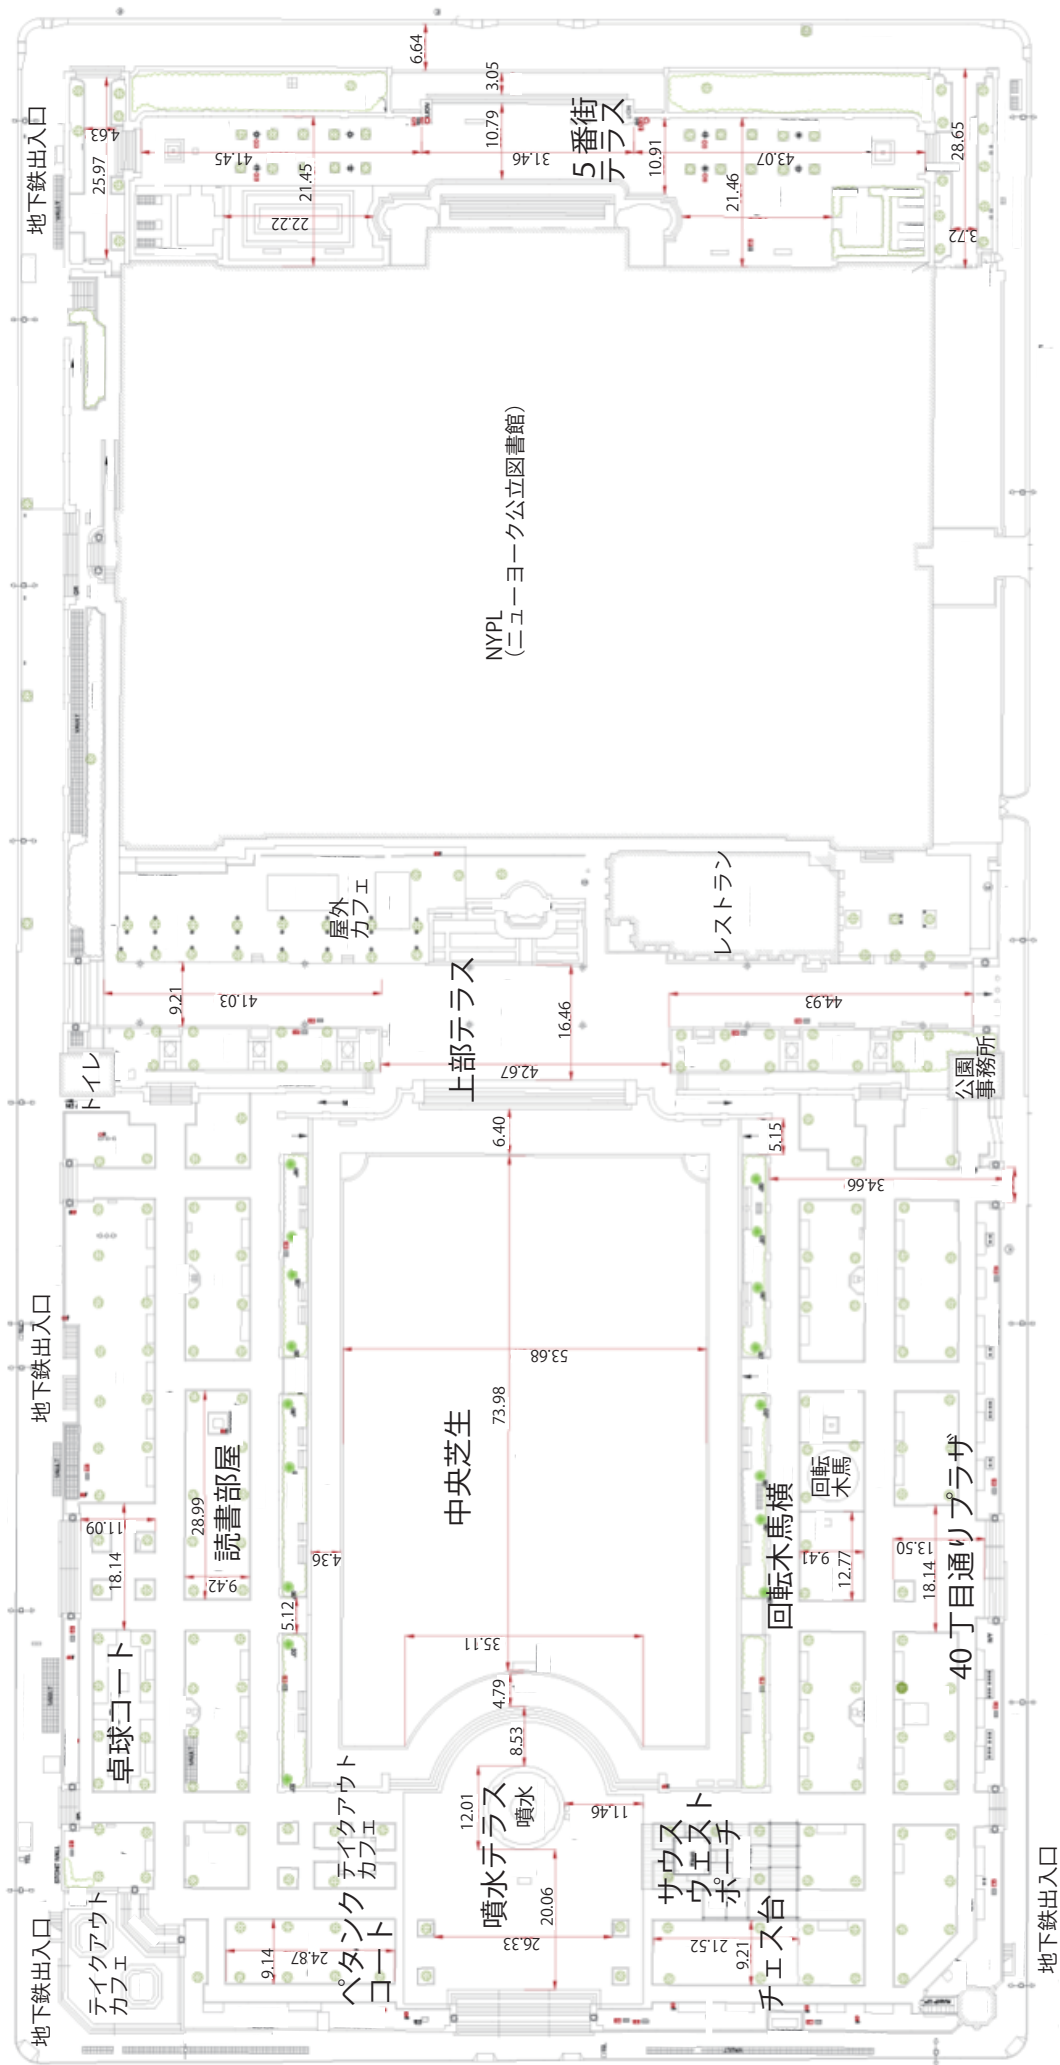 地下鉄出入口
6.64
3.05
4.63
25.97
41.45
21.45
22.22
10.79
31.46
5番街
テラス
10.91
21.46
43.07
28.65
3.72
NYPL
(ニューヨーク公立図書館)
屋外
カフェ
レストラン
9.21
41.03
上部テラス
16.46
42.67
44.93
トイレ
公園
事務所
6.40
5.15
34.66
地下鉄出入口
53.68
73.98
中央芝生
読書部屋
28.99
9.42
11.09
18.14
4.36
5.12
回転
木馬
回転木馬横
9.41
12.77
13.50
18.14
40丁目通りプラザ
35.11
4.79
8.53
卓球コート
12.01
噴水
噴水テラス
11.46
20.06
26.33
テイクアウト
カフェ
サウス
ウェスト
ポーチ
テイクアウト
カフェ
9.14
24.87
ペタンク
コート
21.52
9.21
チェス台
地下鉄出入口
地下鉄出入口
VAULT